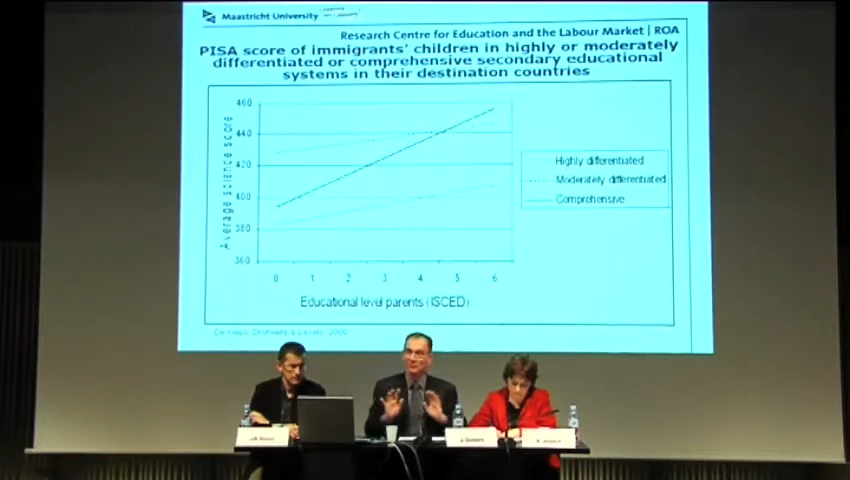 Maastricht University
Research Centre for Education and the Labour Market | ROA
PISA score of immigrants' children in highly or moderately
differentiated or comprehensive secondary educational
systems in their destination countries
460
440
420
400
380
360
Average science score
0 1 2 3 4 5 6
Educational level parents (ISCED)
Highly differentiated
Moderately differentiated
Comprehensive